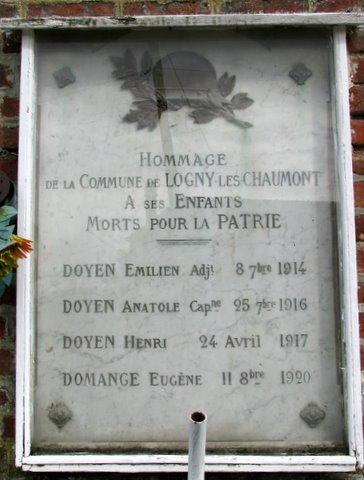 HOMMAGE
DE LA COMMUNE DE LOGNY-LES-CHAUMONT
A SES ENFANTS
MORTS POUR LA PATRIE
DOYEN EMILIEN Adjt 8 7bre 1914
DOYEN ANATOLE Capne 25 7bre 1916
DOYEN HENRI 24 Avril 1917
DOMANGE EUGÈNE 11 8bre 1920